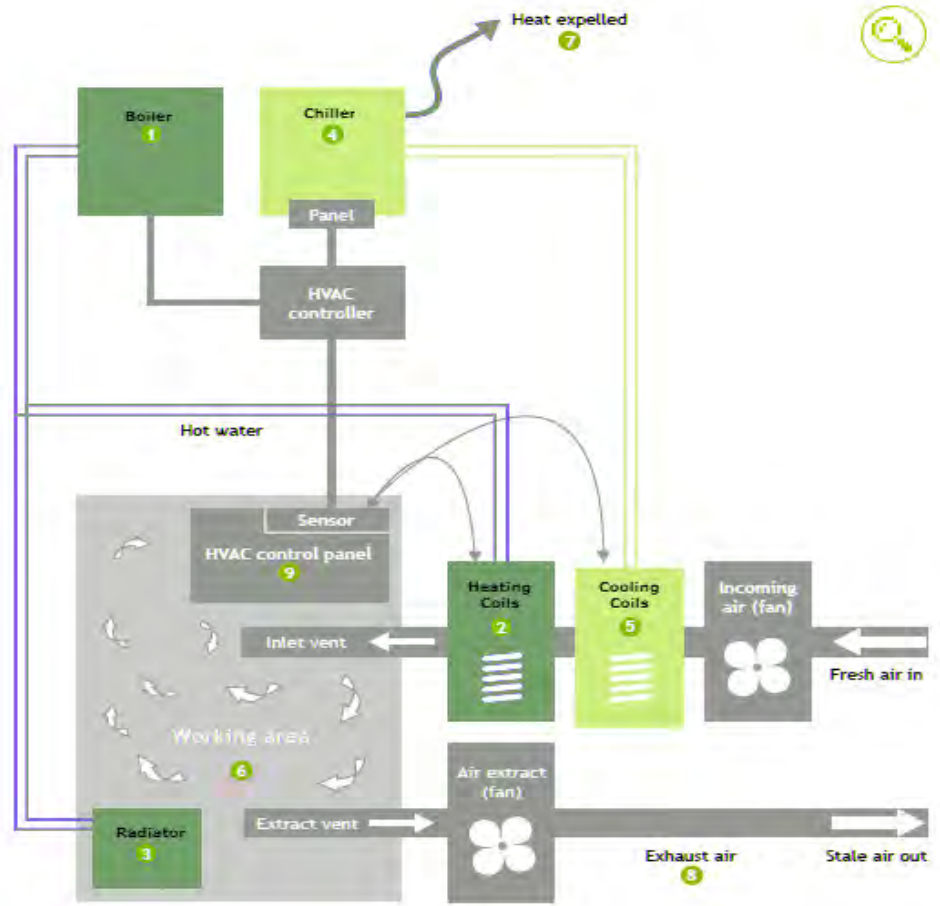 Heat expelled
7
Boiler
1
Chiller
4
Panel
HVAC
controller
Hot water
Sensor
HVAC control panel
9
Heating
Coils
2
Cooling
Coils
5
Incoming
air (fan)
Inlet vent
Fresh air in
Working area
6
Air extract
(fan)
Radiator
3
Extract vent
Exhaust air
8
Stale air out